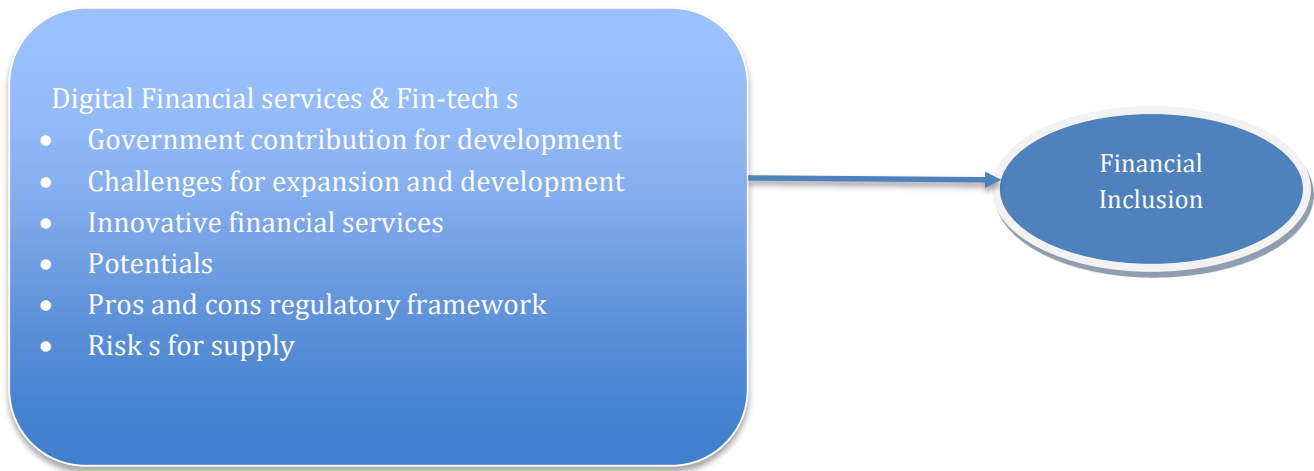 Digital Financial services & Fin-tech s
• Government contribution for development
• Challenges for expansion and development
• Innovative financial services
• Potentials
• Pros and cons regulatory framework
• Risk s for supply
Financial
Inclusion